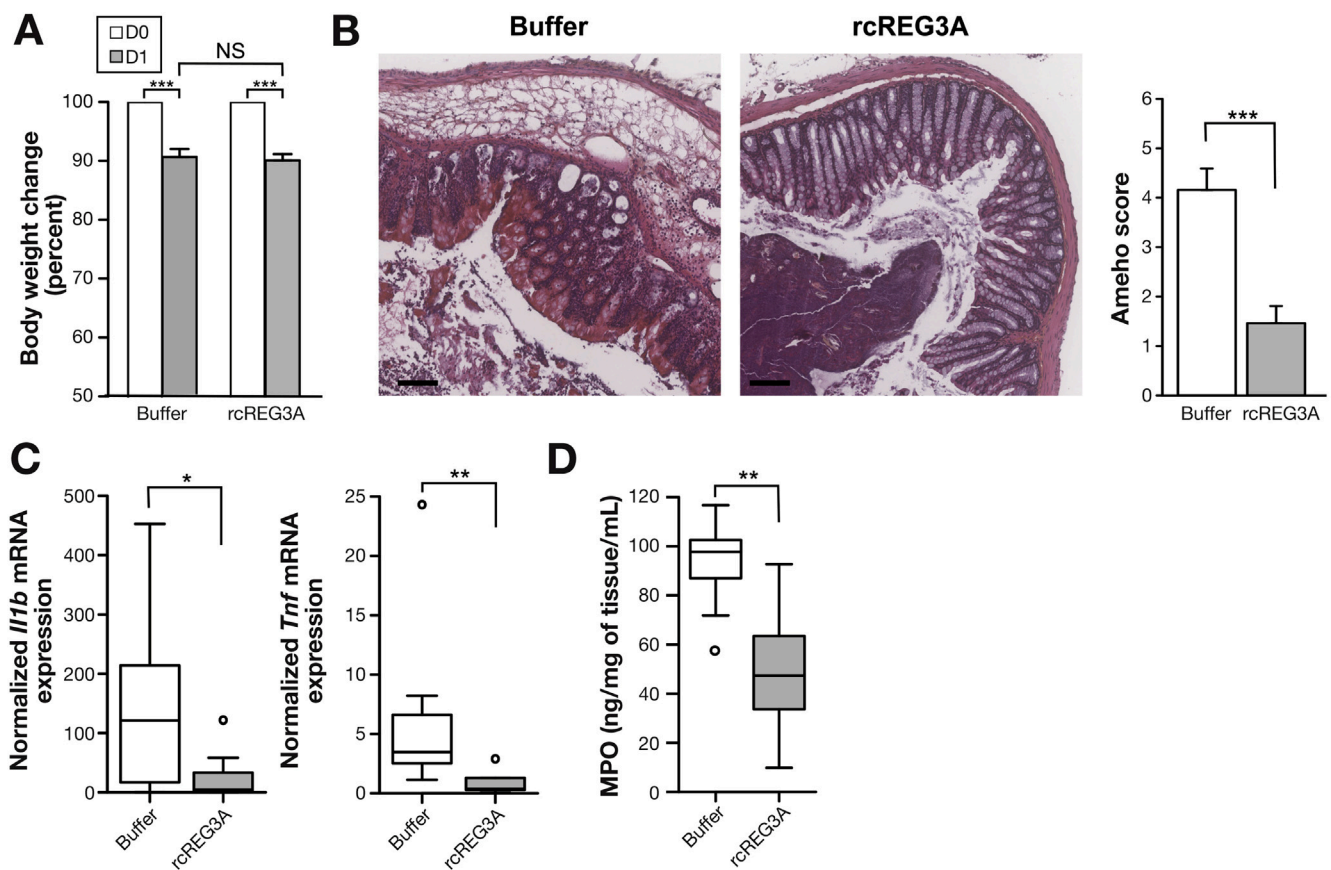 A
D0
D1
NS
***
***
Body weight change
(percent)
100
90
80
70
60
50
Buffer
rcREG3A
B
Buffer
rcREG3A
Ameho score
6
5
4
3
2
1
0
***
Buffer
rcREG3A
C
Normalized Il1b mRNA
expression
500
400
300
200
100
0
*
Buffer
rcREG3A
Normalized Tnf mRNA
expression
25
20
15
10
5
0
**
Buffer
rcREG3A
D
MPO (ng/mg of tissue/mL)
120
100
80
60
40
20
0
**
Buffer
rcREG3A